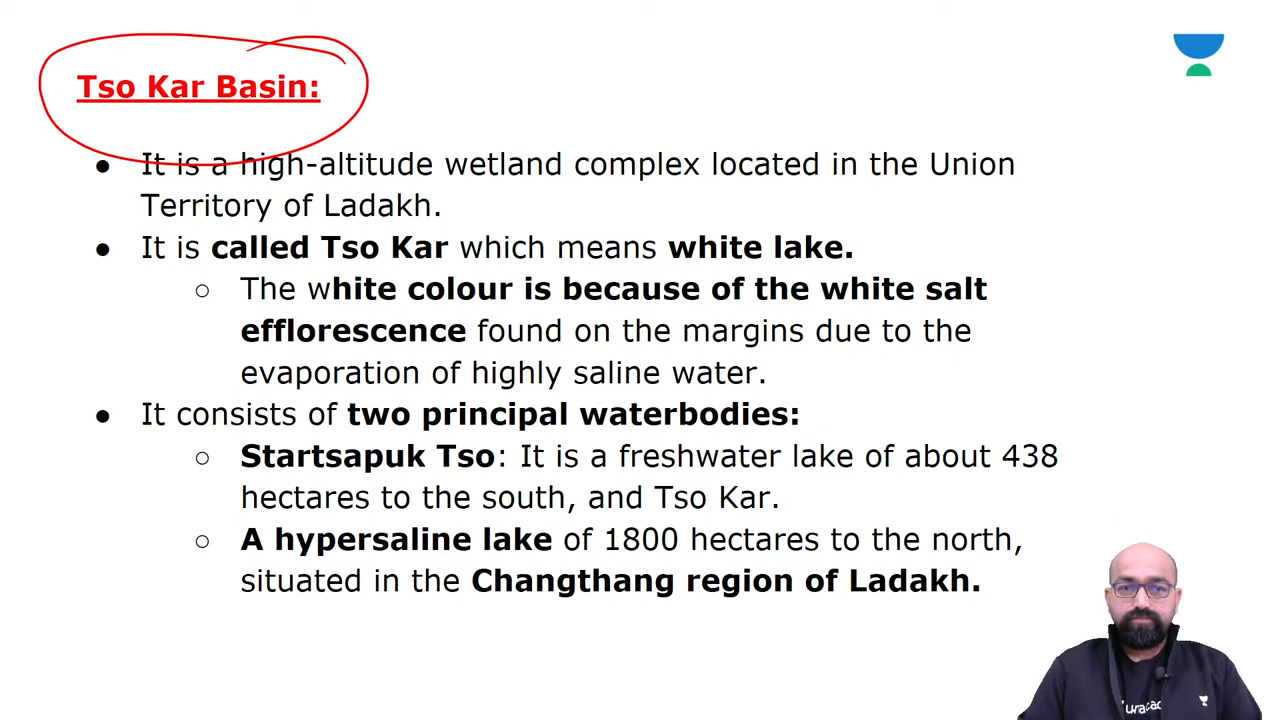 Tso Kar Basin:
● It is a high-altitude wetland complex located in the Union
Territory of Ladakh.
● It is called Tso Kar which means white lake.
○ The white colour is because of the white salt
efflorescence found on the margins due to the
evaporation of highly saline water.
● It consists of two principal waterbodies:
○ Startsapuk Tso: It is a freshwater lake of about 438
hectares to the south, and Tso Kar.
○ A hypersaline lake of 1800 hectares to the north,
situated in the Changthang region of Ladakh.